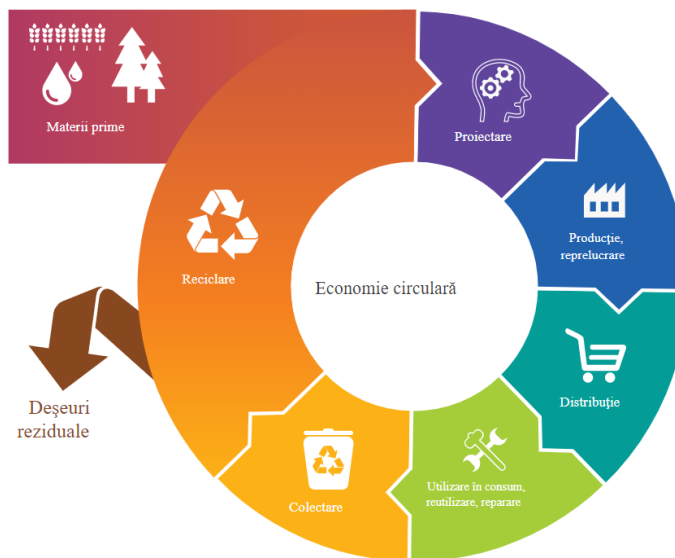 Materii prime
Proiectare
Producție,
reprelucrare
Reciclare
Economie circulară
Distribuție
Deșeuri
reziduale
Utilizare în consum,
reutilizare, reparare
Colectare